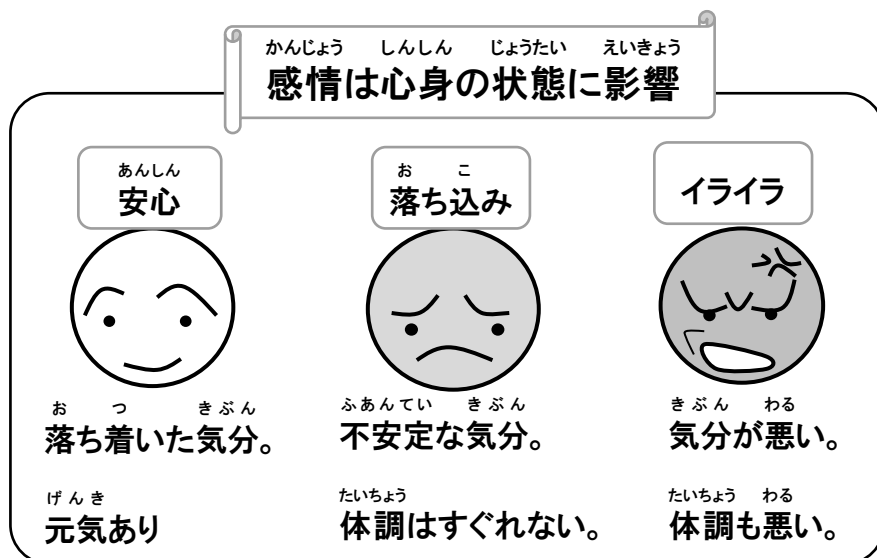 かんじょう しんしん じょうたい えいきょう
感情は心身の状態に影響
あんしん
安心
落ち着いた気分。
お つ きぶん
げんき
元気あり
お こ
落ち込み
ふあんてい きぶん
不安定な気分。
たいちょう
体調はすぐれない。
イライラ
きぶん わる
気分が悪い。
たいちょう わる
体調も悪い。